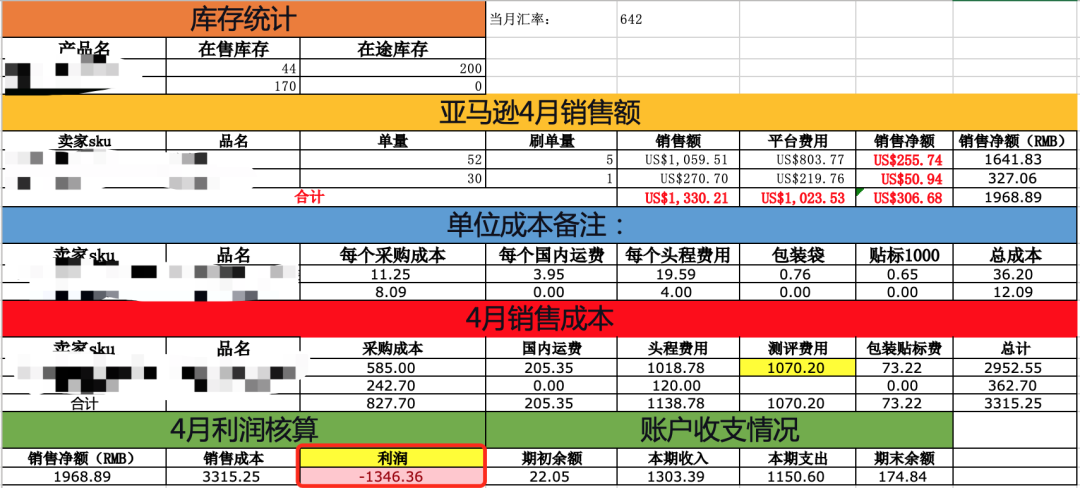 库存统计 当月汇率: 642
产品名 在售库存 在途库存
44 200
170 0
亚马逊4月销售额
卖家sku 品名 单量 刷单量 销售额 平台费用 销售净额 销售净额（RMB）
52 5 US$1,059.51 US$803.77 US$255.74 1641.83
30 1 US$270.70 US$219.76 US$50.94 327.06
合计 US$1,330.21 US$1,023.53 US$306.68 1968.89
单位成本备注：
卖家sku 品名 每个采购成本 每个国内运费 每个头程费用 包装袋 贴标1000 总成本
11.25 3.95 19.59 0.76 0.65 36.20
8.09 0.00 4.00 0.00 0.00 12.09
4月销售成本
卖家sku 品名 采购成本 国内运费 头程费用 测评费用 包装贴标费 总计
585.00 205.35 1018.78 1070.20 73.22 2952.55
242.70 0.00 120.00 0.00 362.70
合计 827.70 205.35 1138.78 1070.20 73.22 3315.25
4月利润核算 账户收支情况
销售净额（RMB） 销售成本 利润 期初余额 本期收入 本期支出 期末余额
1968.89 3315.25 -1346.36 22.05 1303.39 1150.60 174.84